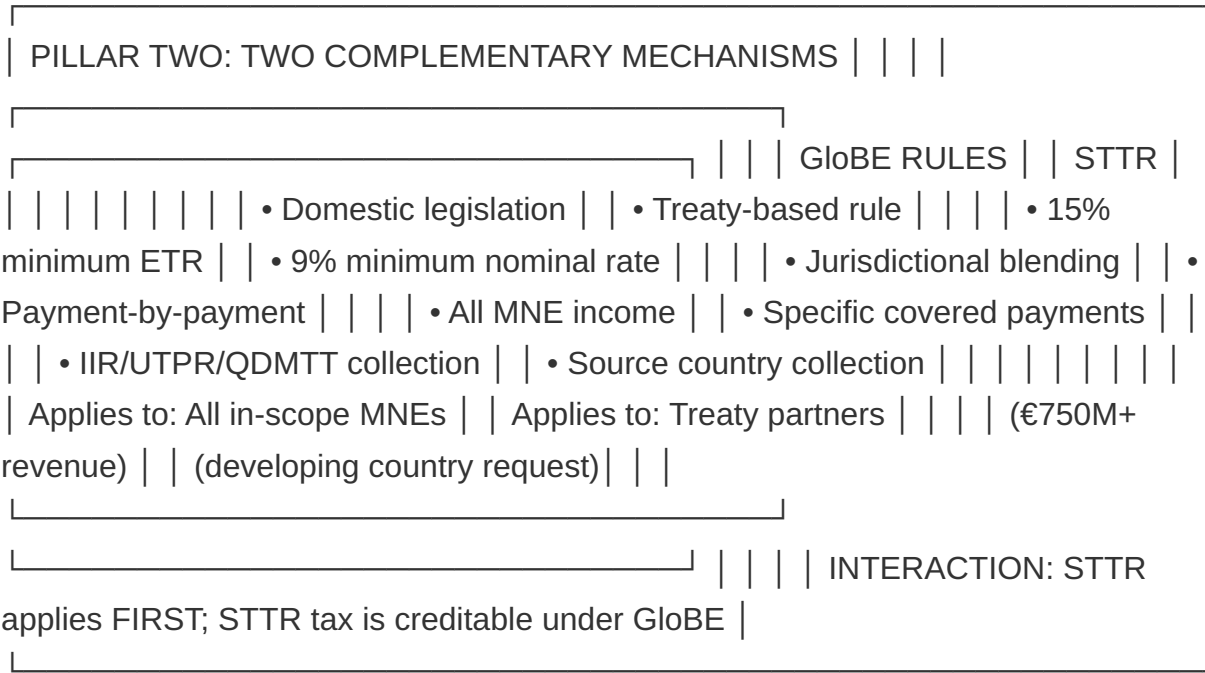 ┌──────────────────────────────────
│ PILLAR TWO: TWO COMPLEMENTARY MECHANISMS │ │ │ │
┌─────────────────────┐
┌───────────────────┐ │ │ │ GloBE RULES │ │ STTR │
│ │ │ │ │ │ │ │ │ • Domestic legislation │ │ • Treaty-based rule │ │ │ │ • 15%
minimum ETR │ │ • 9% minimum nominal rate │ │ │ │ • Jurisdictional blending │ │ •
Payment-by-payment │ │ │ │ • All MNE income │ │ • Specific covered payments │ │
│ │ • IIR/UTPR/QDMTT collection │ │ • Source country collection │ │ │ │ │ │ │ │
│ Applies to: All in-scope MNEs │ │ Applies to: Treaty partners │ │ │ │ (€750M+
revenue) │ │ (developing country request)│ │ │
└─────────────────────┘
└───────────────────┘ │ │ │ │ INTERACTION: STTR
applies FIRST; STTR tax is creditable under GloBE │
└──────────────────────────────────